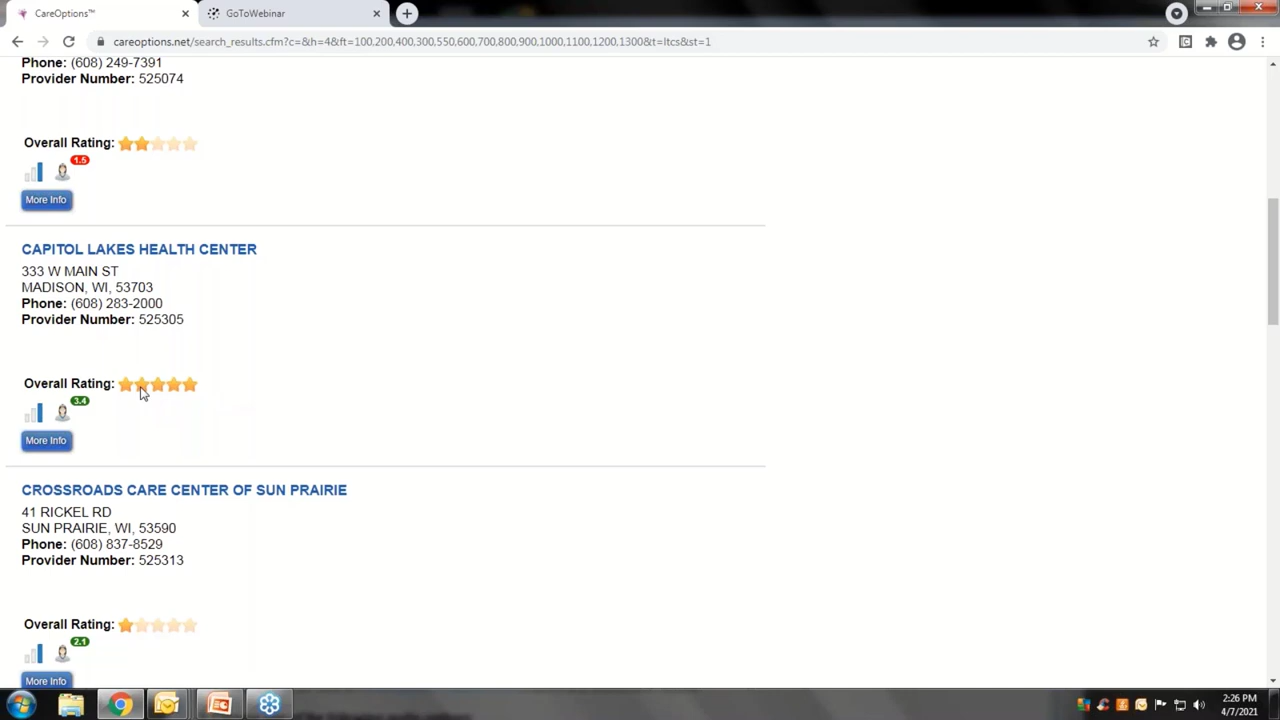 CareOptions™
GoToWebinar
careoptions.net/search_results.cfm?c=&h=4&ft=100,200,400,300,550,600,700,800,900,1000,1100,1200,1300&t=ltcs&st=1
Phone: (608) 249-7391
Provider Number: 525074
Overall Rating:
1.5
More Info
CAPITOL LAKES HEALTH CENTER
333 W MAIN ST
MADISON, WI, 53703
Phone: (608) 283-2000
Provider Number: 525305
Overall Rating:
3.4
More Info
CROSSROADS CARE CENTER OF SUN PRAIRIE
41 RICKEL RD
SUN PRAIRIE, WI, 53590
Phone: (608) 837-8529
Provider Number: 525313
Overall Rating:
2.1
More Info
2:26 PM
4/7/2021